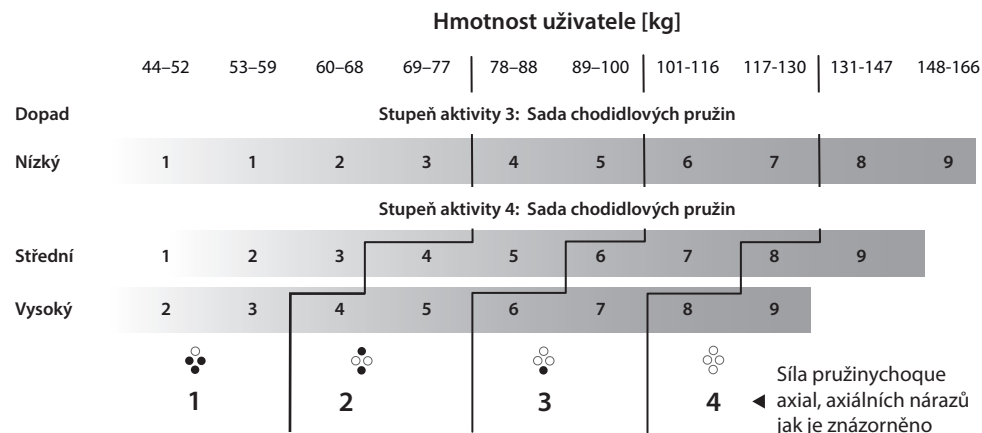 Hmotnost uživatele [kg]
44–52 53–59 60–68 69–77 78–88 89–100 101-116 117-130 131-147 148-166
Dopad Stupeň aktivity 3: Sada chodidlových pružin
Nízký 1 1 2 3 4 5 6 7 8 9
Stupeň aktivity 4: Sada chodidlových pružin
Střední 1 2 3 4 5 6 7 8 9
Vysoký 2 3 4 5 6 7 8 9
1 2 3 4
Síla pružinychoque
axial, axiálních nárazů
jak je znázorněno